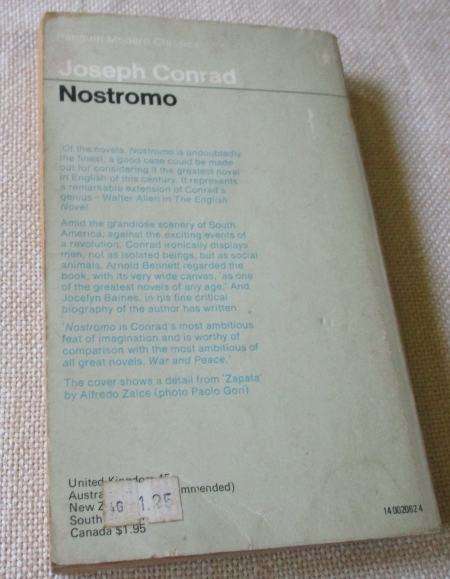 Penguin Modern Classics
Joseph Conrad
Nostromo
'Of the novels, Nostromo is undoubtedly
the finest; a good case could be made
out for considering it the greatest novel
in English of this century. It represents
a remarkable extension of Conrad's
genius' – Walter Allen in The English
Novel
Amid the grandiose scenery of South
America, against the exciting events of
a revolution, Conrad ironically displays
men, not as isolated beings, but as social
animals. Arnold Bennett regarded the
book, with its very wide canvas, 'as one
of the greatest novels of any age.' And
Jocelyn Baines, in his fine critical
biography of the author has written
'Nostromo is Conrad's most ambitious
feat of imagination and is worthy of
comparison with the most ambitious of
all great novels, War and Peace.'
The cover shows a detail from 'Zapata'
by Alfredo Zalce (photo Paolo Gori)
United Kingdom
Austra mmended)
New Z
South
Canada $1.95
1.25
14 002062 4